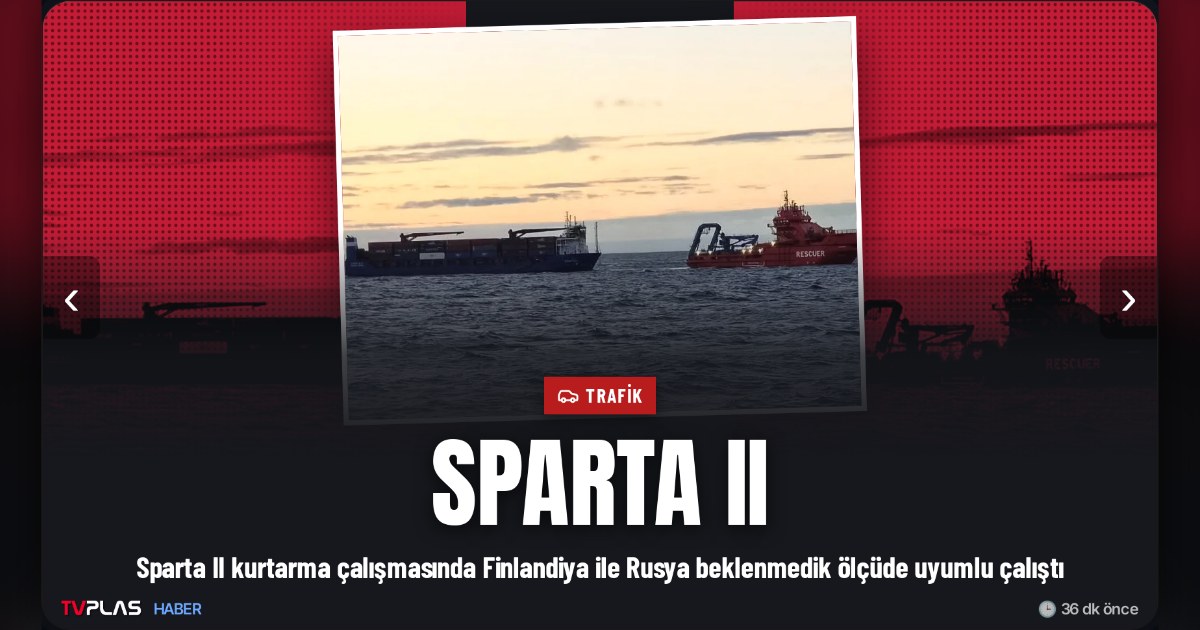 RESCUER
TRAFİK
SPARTA II
Sparta II kurtarma çalışmasında Finlandiya ile Rusya beklenmedik ölçüde uyumlu çalıştı
TVPLAS HABER
36 dk önce